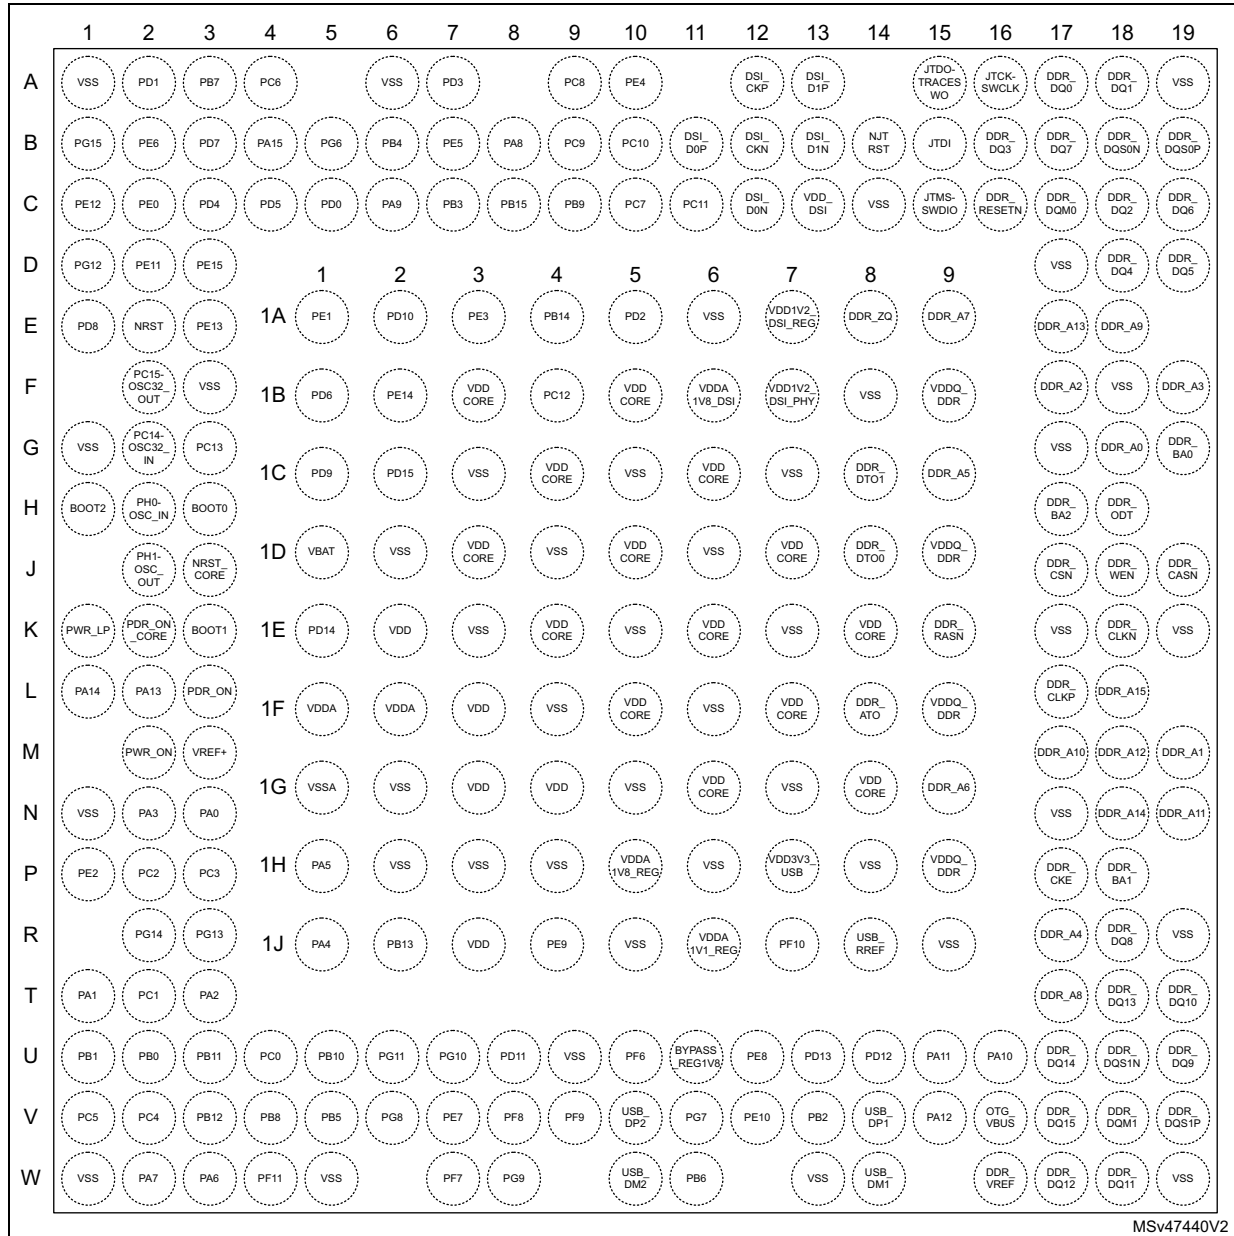 1 2 3 4 5 6 7 8 9 10 11 12 13 14 15 16 17 18 19
A VSS PD1 PB7 PC6 VSS PD3 PC8 PE4 DSI_CKP DSI_D1P JTDO-TRACESWO JTCK-SWCLK DDR_DQ0 DDR_DQ1 VSS
B PG15 PE6 PD7 PA15 PG6 PB4 PE5 PA8 PC9 PC10 DSI_D0P DSI_CKN DSI_D1N NJTRST JTDI DDR_DQ3 DDR_DQ7 DDR_DQS0N DDR_DQS0P
C PE12 PE0 PD4 PD5 PD0 PA9 PB3 PB15 PB9 PC7 PC11 DSI_D0N VDD_DSI VSS JTMS-SWDIO DDR_RESETN DDR_DQM0 DDR_DQ2 DDR_DQ6
D PG12 PE11 PE15 VSS DDR_DQ4 DDR_DQ5
1 2 3 4 5 6 7 8 9
E PD8 NRST PE13 DDR_A13 DDR_A9
1A PE1 PD10 PE3 PB14 PD2 VSS VDD1V2_DSI_REG DDR_ZQ DDR_A7
F PC15-OSC32_OUT VSS DDR_A2 VSS DDR_A3
1B PD6 PE14 VDD CORE PC12 VDD CORE VDDA 1V8_DSI VDD1V2_DSI_PHY VSS VDDQ_DDR
G VSS PC14-OSC32_IN PC13 VSS DDR_A0 DDR_BA0
1C PD9 PD15 VSS VDD CORE VSS VDD CORE VSS DDR_DTO1 DDR_A5
H BOOT2 PH0-OSC_IN BOOT0 DDR_BA2 DDR_ODT
1D VBAT VSS VDD CORE VSS VDD CORE VSS VDD CORE DDR_DTO0 VDDQ_DDR
J PH1-OSC_OUT NRST_CORE DDR_CSN DDR_WEN DDR_CASN
K PWR_LP PDR_ON_CORE BOOT1 VSS DDR_CLKN VSS
1E PD14 VDD VSS VDD CORE VSS VDD CORE VSS VDD CORE DDR_RASN
L PA14 PA13 PDR_ON DDR_CLKP DDR_A15
1F VDDA VDDA VDD VSS VDD CORE VSS VDD CORE DDR_ATO VDDQ_DDR
M PWR_ON VREF+ DDR_A10 DDR_A12 DDR_A1
1G VSSA VSS VDD VDD VSS VDD CORE VSS VDD CORE DDR_A6
N VSS PA3 PA0 VSS DDR_A14 DDR_A11
1H PA5 VSS VSS VSS VDDA 1V8_REG VSS VDD3V3_USB VSS VDDQ_DDR
P PE2 PC2 PC3 DDR_CKE DDR_BA1
R PG14 PG13 DDR_A4 DDR_DQ8 VSS
1J PA4 PB13 VDD PE9 VSS VDDA 1V1_REG PF10 USB_RREF VSS
T PA1 PC1 PA2 DDR_A8 DDR_DQ13 DDR_DQ10
U PB1 PB0 PB11 PC0 PB10 PG11 PG10 PD11 VSS PF6 BYPASS_REG1V8 PE8 PD13 PD12 PA11 PA10 DDR_DQ14 DDR_DQS1N DDR_DQ9
V PC5 PC4 PB12 PB8 PB5 PG8 PE7 PF8 PF9 USB_DP2 PG7 PE10 PB2 USB_DP1 PA12 OTG_VBUS DDR_DQ15 DDR_DQM1 DDR_DQS1P
W VSS PA7 PA6 PF11 VSS PF7 PG9 USB_DM2 PB6 VSS USB_DM1 DDR_VREF DDR_DQ12 DDR_DQ11 VSS
MSv47440V2